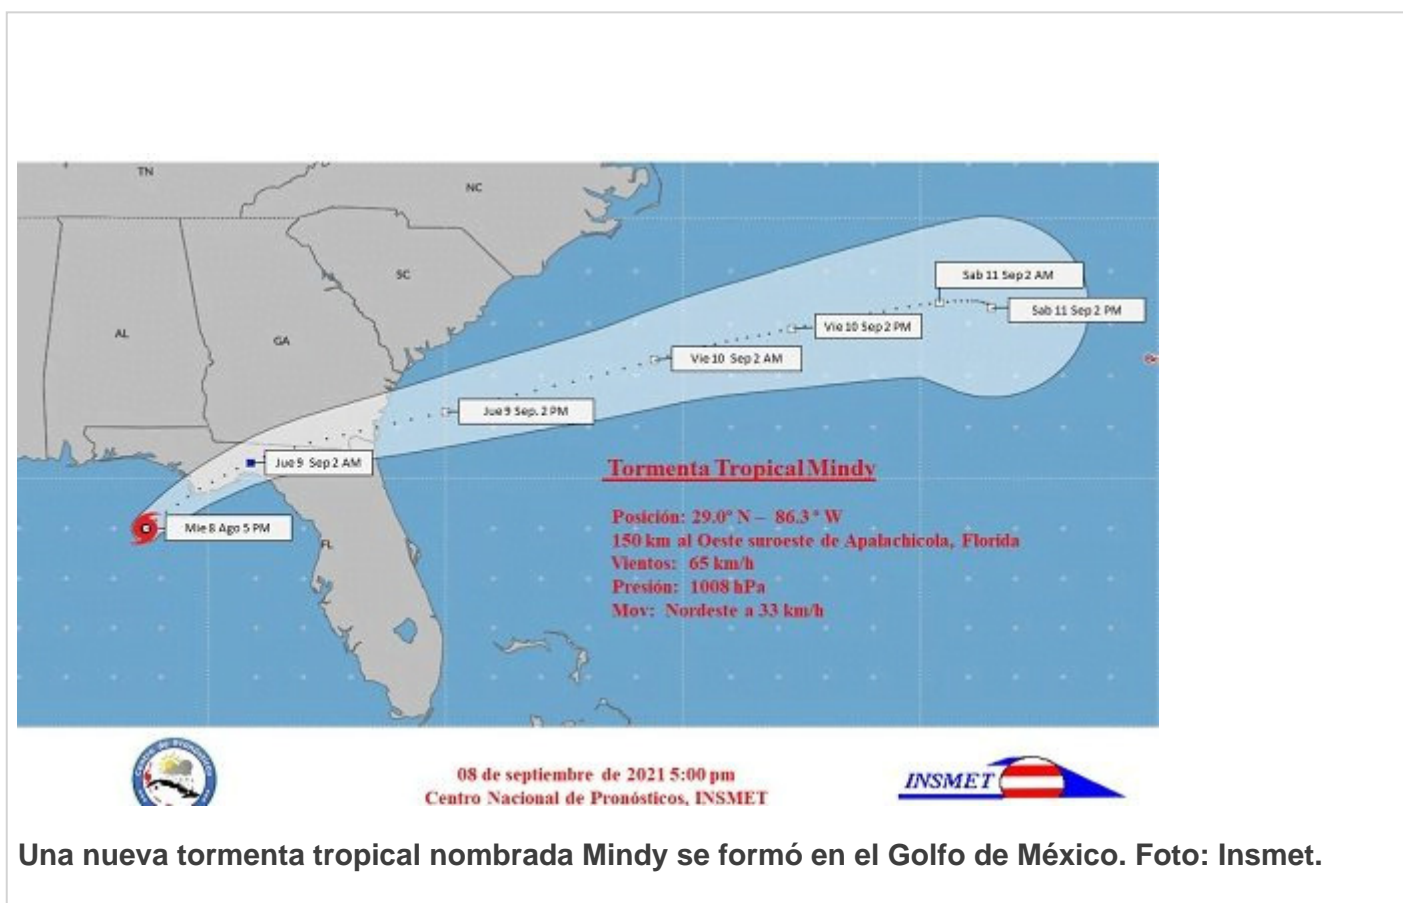 TN
NC
SC
AL
GA
FL
Sab 11 Sep 2 AM
Sab 11 Sep 2 PM
Vie 10 Sep 2 PM
Vie 10 Sep 2 AM
Jue 9 Sep. 2 PM
Jue 9 Sep 2 AM
Mie 8 Ago 5 PM
Tormenta Tropical Mindy
Posición: 29.0° N – 86.3 ° W
150 km al Oeste suroeste de Apalachicola, Florida
Vientos: 65 km/h
Presión: 1008 hPa
Mov: Nordeste a 33 km/h
Centro de Pronóstico
08 de septiembre de 2021 5:00 pm
Centro Nacional de Pronósticos, INSMET
INSMET
Una nueva tormenta tropical nombrada Mindy se formó en el Golfo de México. Foto: Insmet.